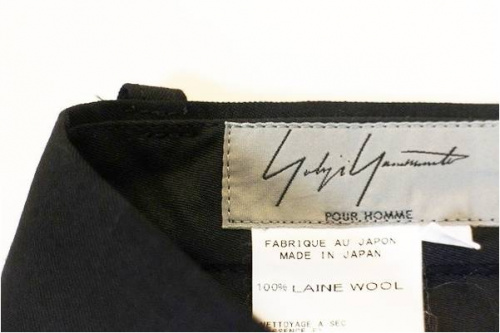 Yohji Yamamoto
POUR HOMME
FABRIQUE AU JAPON
MADE IN JAPAN
100% LAINE WOOL
NETTOYAGE A SEC